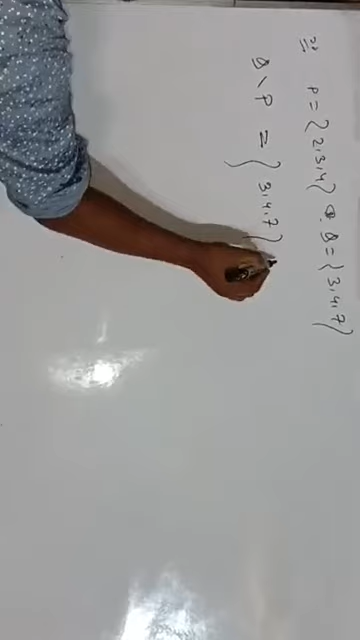 ≅ P = {2,3,4} Q = {3,4,7}
Q \ P = {3,4,7}